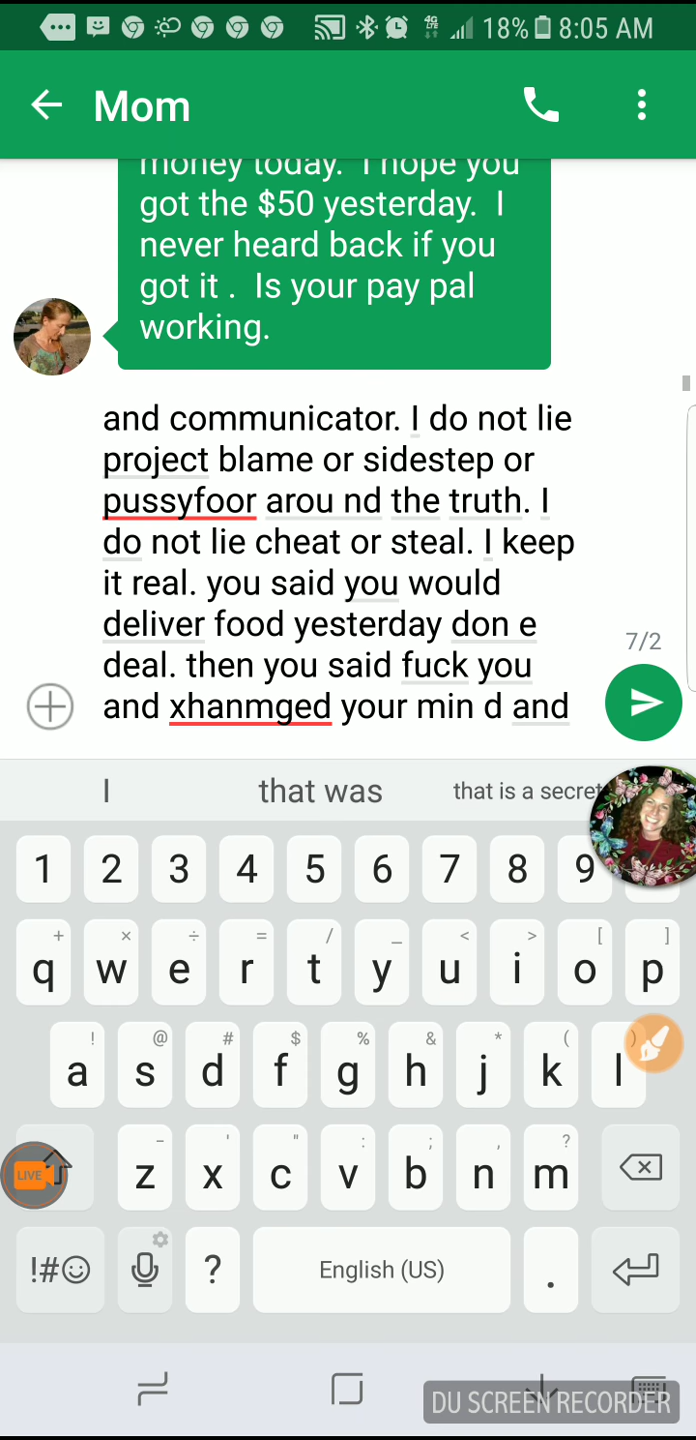 18% 8:05 AM
Mom
money today. I hope you
got the $50 yesterday. I
never heard back if you
got it . Is your pay pal
working.
and communicator. I do not lie
project blame or sidestep or
pussyfoor arou nd the truth. I
do not lie cheat or steal. I keep
it real. you said you would
deliver food yesterday don e
deal. then you said fuck you
and xhanmged your min d and
7/2
I that was that is a secret
1 2 3 4 5 6 7 8 9
+ × ÷ = / _ < > [ ]
q w e r t y u i o p
! @ # $ % & * ( )
a s d f g h j k l
- ' " : ; , ?
LIVE z x c v b n m
!#☺ ? English (US) .
DU SCREEN RECORDER